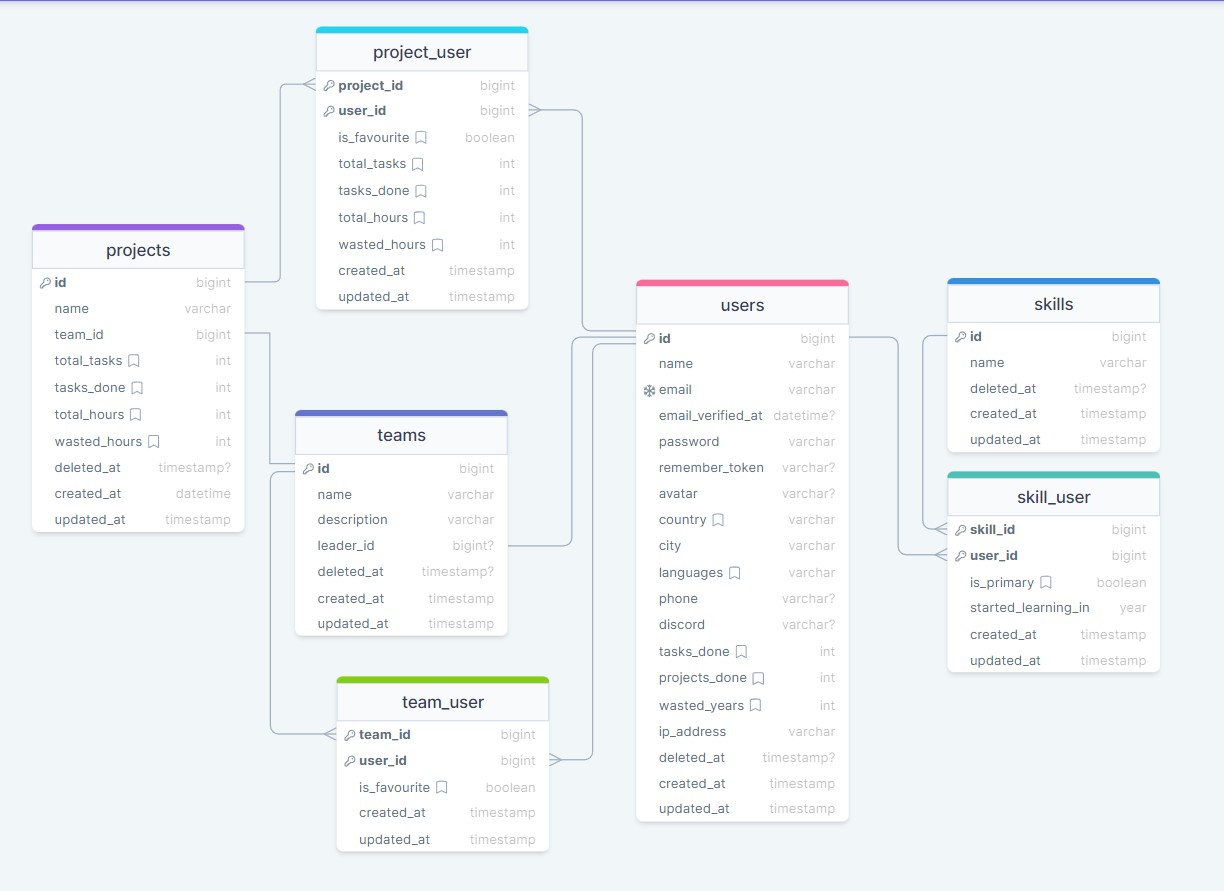 project_user
project_id bigint
user_id bigint
is_favourite boolean
total_tasks int
tasks_done int
total_hours int
wasted_hours int
created_at timestamp
updated_at timestamp
projects
id bigint
name varchar
team_id bigint
total_tasks int
tasks_done int
total_hours int
wasted_hours int
deleted_at timestamp?
created_at datetime
updated_at timestamp
teams
id bigint
name varchar
description varchar
leader_id bigint?
deleted_at timestamp?
created_at timestamp
updated_at timestamp
team_user
team_id bigint
user_id bigint
is_favourite boolean
created_at timestamp
updated_at timestamp
users
id bigint
name varchar
email varchar
email_verified_at datetime?
password varchar
remember_token varchar?
avatar varchar?
country varchar
city varchar
languages varchar
phone varchar?
discord varchar?
tasks_done int
projects_done int
wasted_years int
ip_address varchar
deleted_at timestamp?
created_at timestamp
updated_at timestamp
skills
id bigint
name varchar
deleted_at timestamp?
created_at timestamp
updated_at timestamp
skill_user
skill_id bigint
user_id bigint
is_primary boolean
started_learning_in year
created_at timestamp
updated_at timestamp